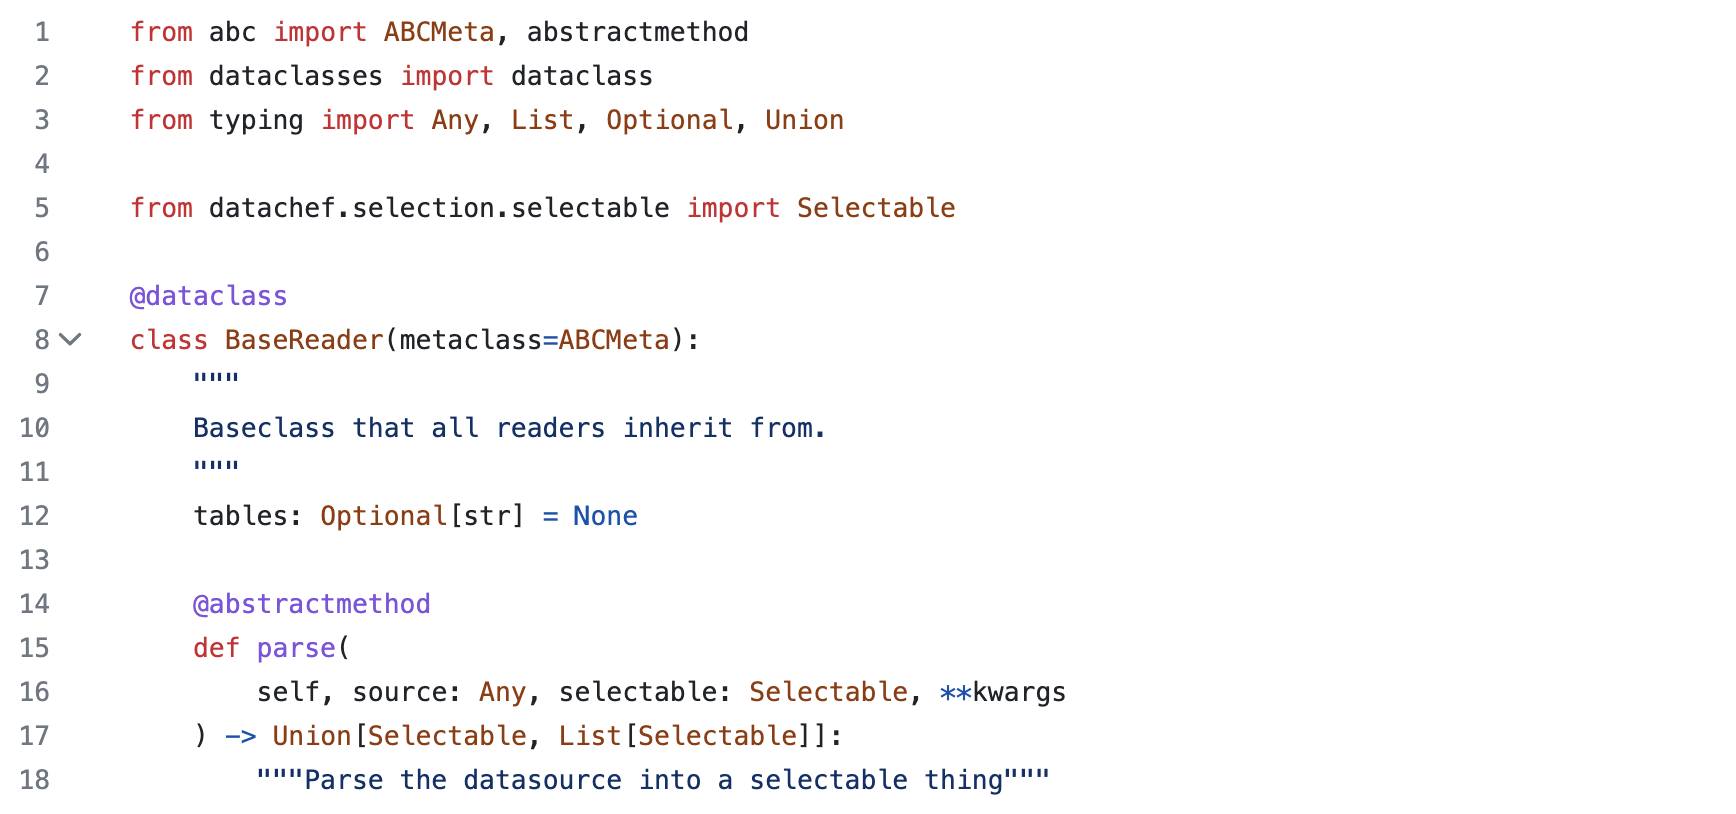 1 from abc import ABCMeta, abstractmethod
2 from dataclasses import dataclass
3 from typing import Any, List, Optional, Union
4
5 from datachef.selection.selectable import Selectable
6
7 @dataclass
8 class BaseReader(metaclass=ABCMeta):
9     """
10     Baseclass that all readers inherit from.
11     """
12     tables: Optional[str] = None
13
14     @abstractmethod
15     def parse(
16         self, source: Any, selectable: Selectable, **kwargs
17     ) -> Union[Selectable, List[Selectable]]:
18         """Parse the datasource into a selectable thing"""